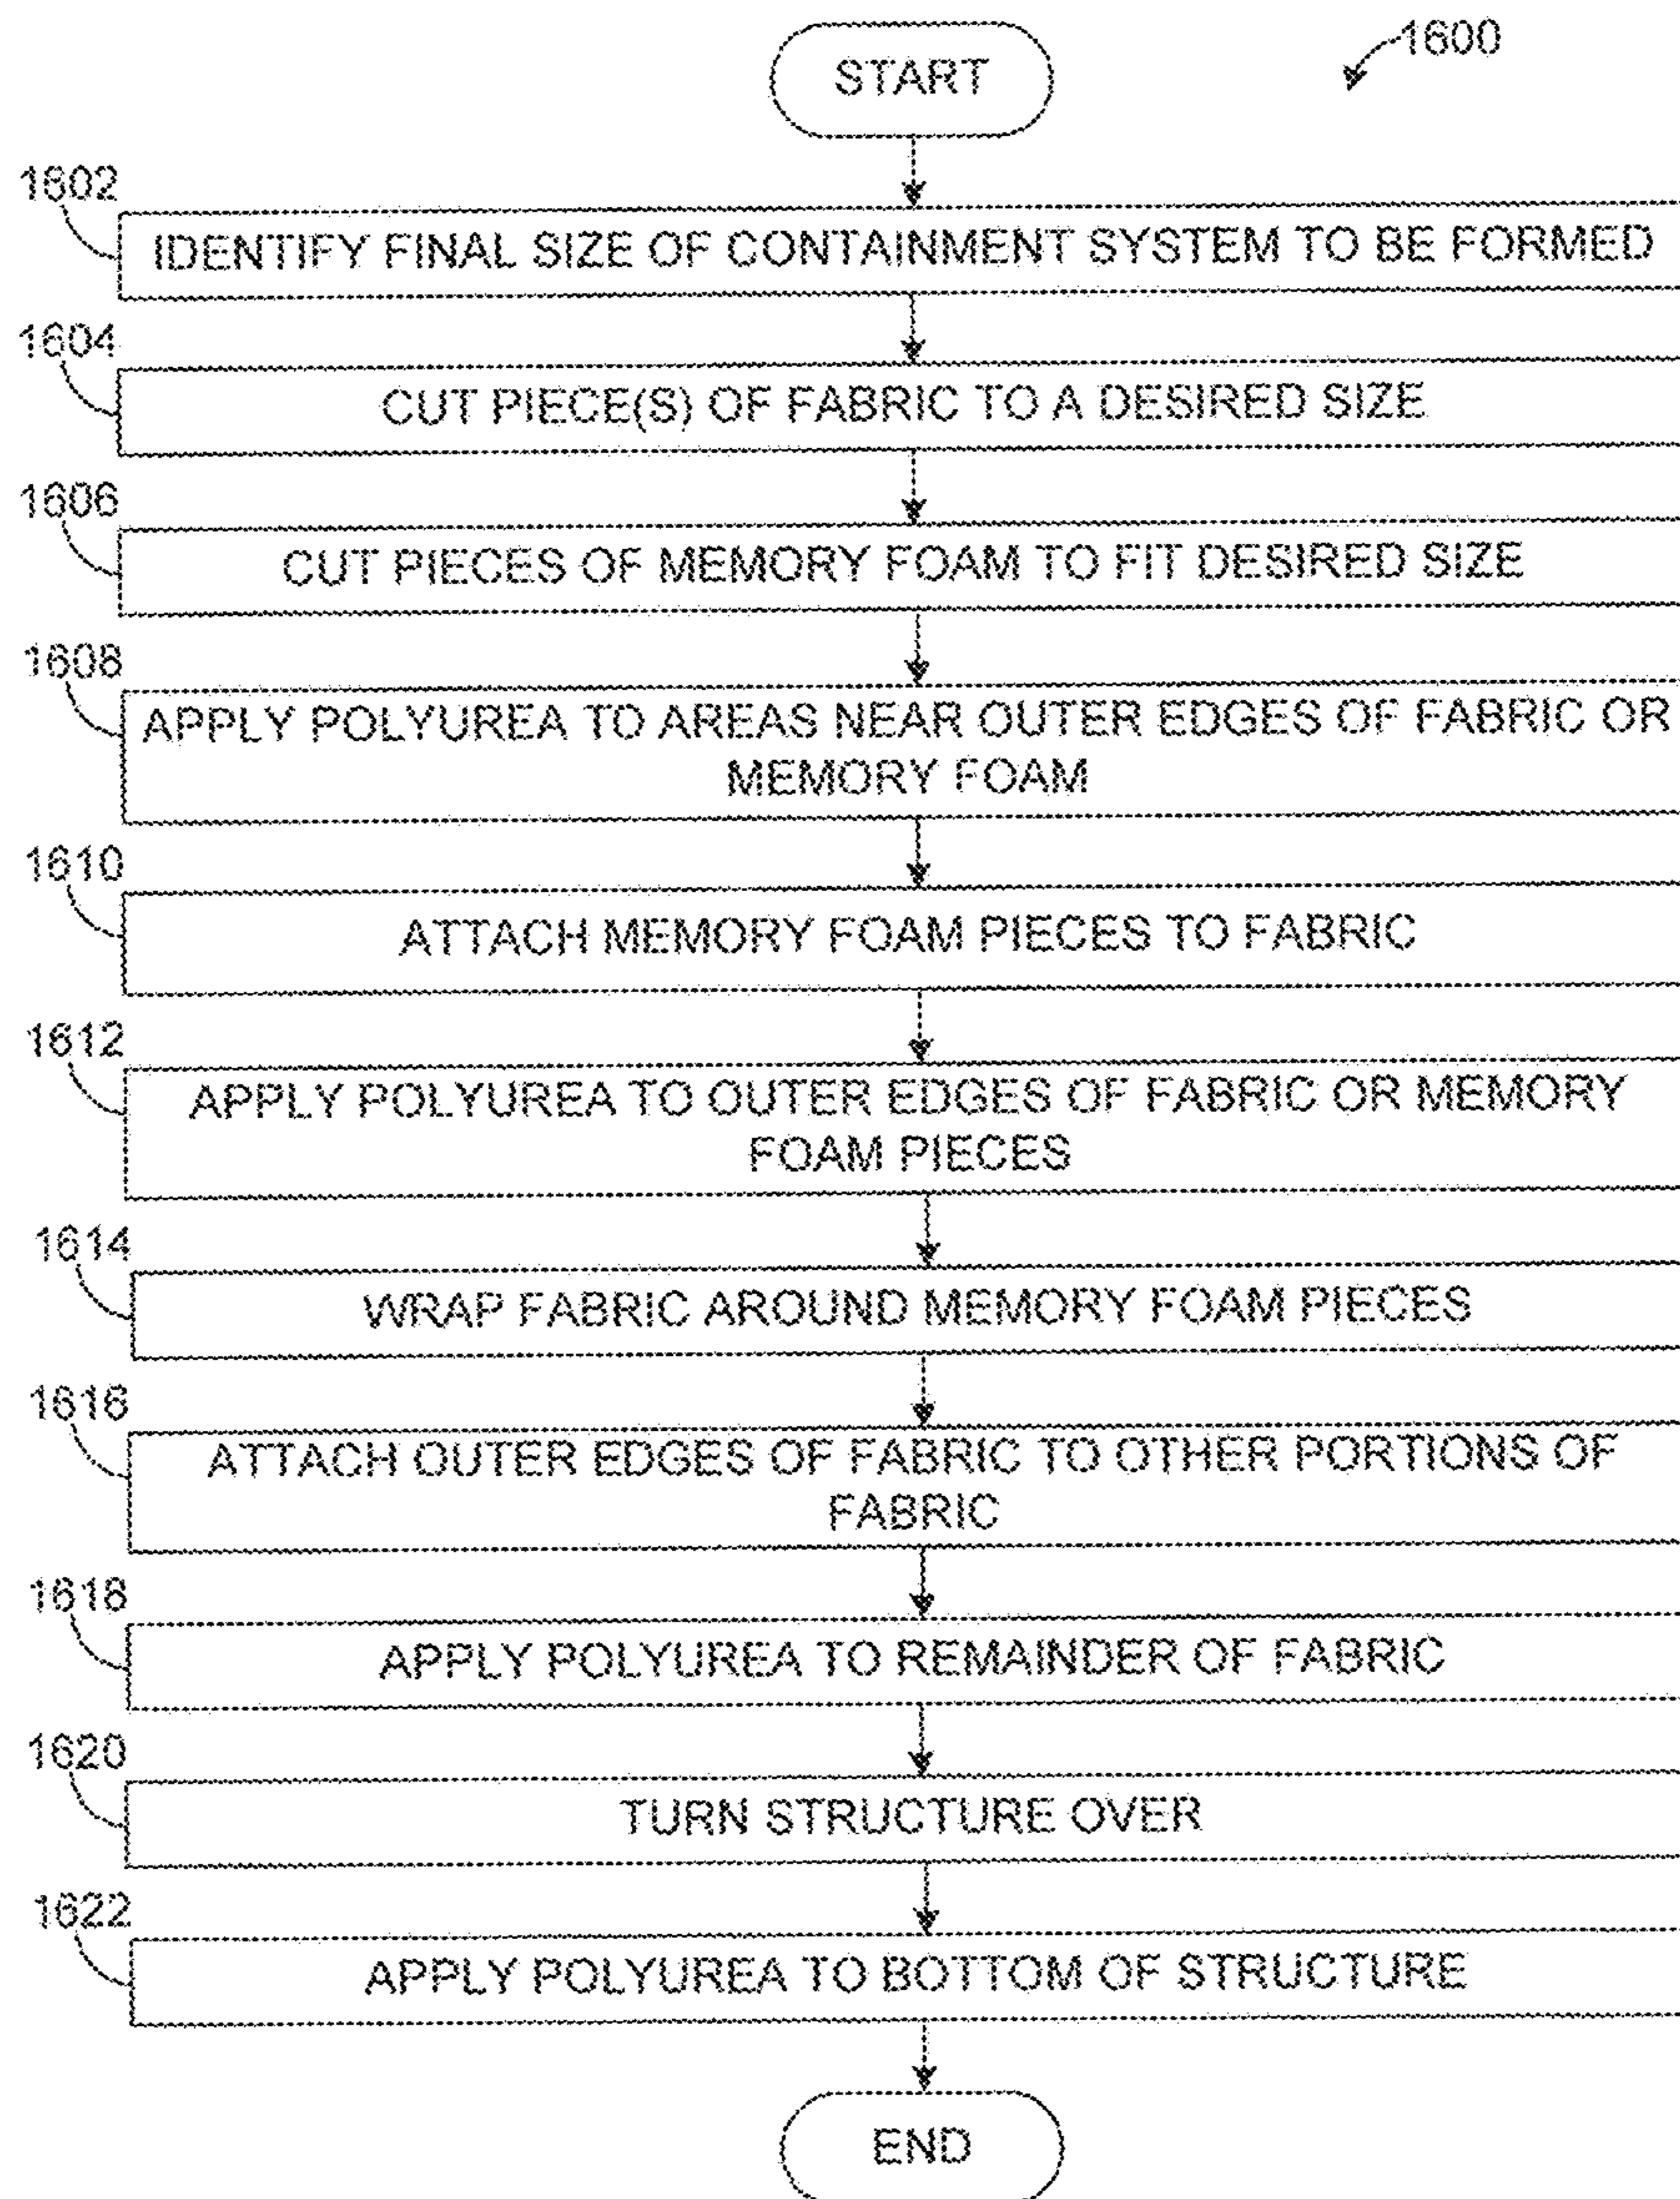 START
1600
1602
IDENTIFY FINAL SIZE OF CONTAINMENT SYSTEM TO BE FORMED
1604
CUT PIECE(S) OF FABRIC TO A DESIRED SIZE
1606
CUT PIECES OF MEMORY FOAM TO FIT DESIRED SIZE
1608
APPLY POLYUREA TO AREAS NEAR OUTER EDGES OF FABRIC OR
MEMORY FOAM
1610
ATTACH MEMORY FOAM PIECES TO FABRIC
1612
APPLY POLYUREA TO OUTER EDGES OF FABRIC OR MEMORY
FOAM PIECES
1614
WRAP FABRIC AROUND MEMORY FOAM PIECES
1616
ATTACH OUTER EDGES OF FABRIC TO OTHER PORTIONS OF
FABRIC
1618
APPLY POLYUREA TO REMAINDER OF FABRIC
1620
TURN STRUCTURE OVER
1622
APPLY POLYUREA TO BOTTOM OF STRUCTURE
END